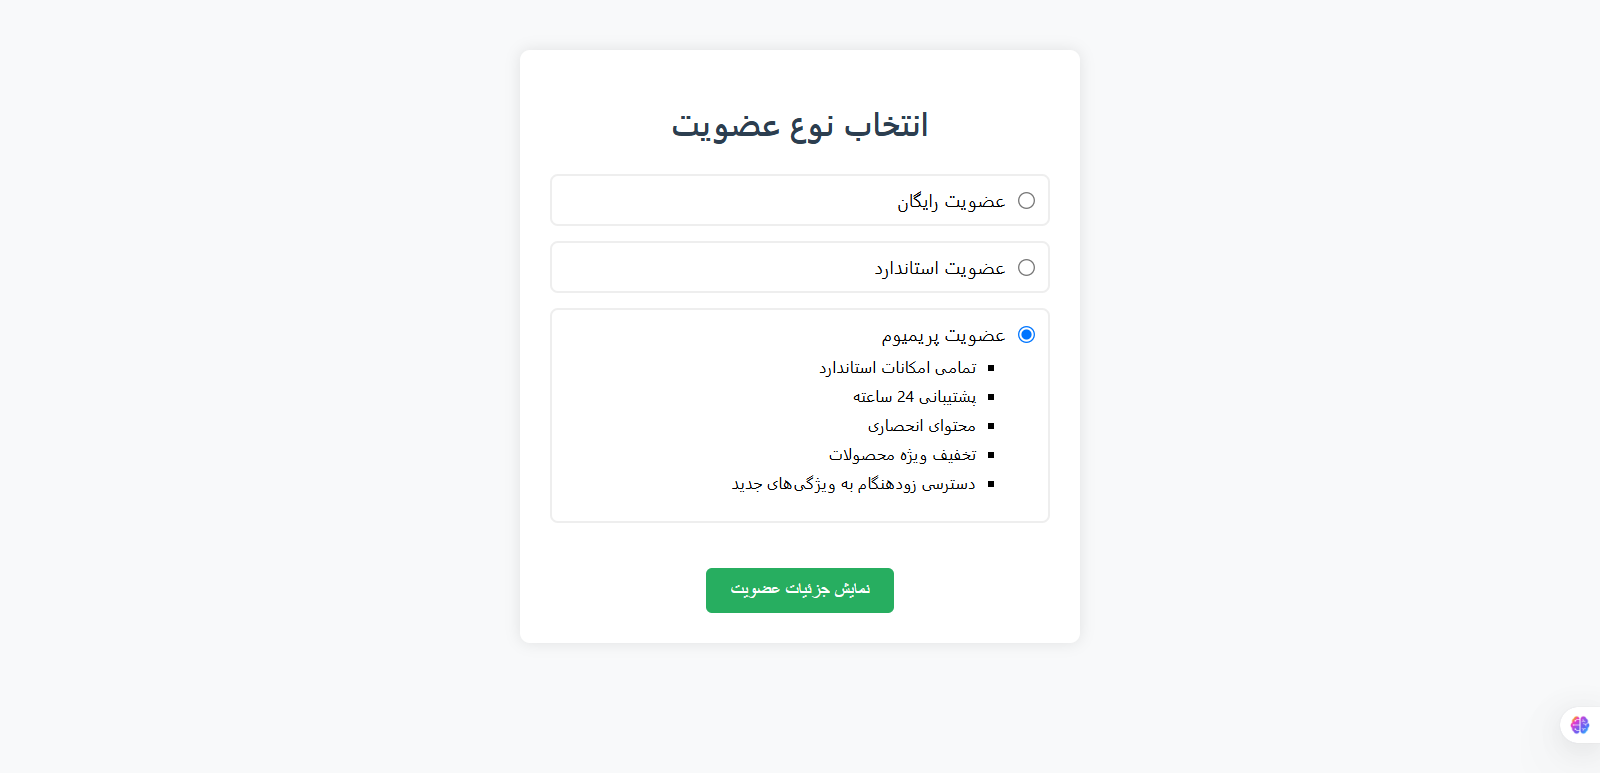 انتخاب نوع عضویت
عضویت رایگان
عضویت استاندارد
عضویت پریمیوم
تمامی امکانات استاندارد
پشتیبانی 24 ساعته
محتوای انحصاری
تخفیف ویژه محصولات
دسترسی زودهنگام به ویژگی‌های جدید
نمایش جزئیات عضویت